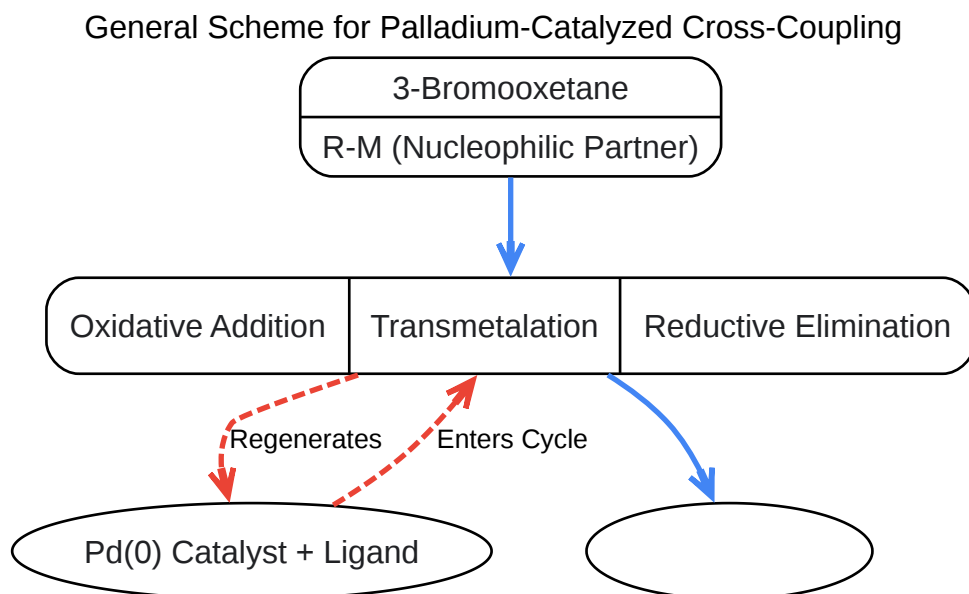 General Scheme for Palladium-Catalyzed Cross-Coupling
3-Bromooxetane
R-M (Nucleophilic Partner)
Oxidative Addition
Transmetalation
Reductive Elimination
Regenerates
Enters Cycle
Pd(0) Catalyst + Ligand